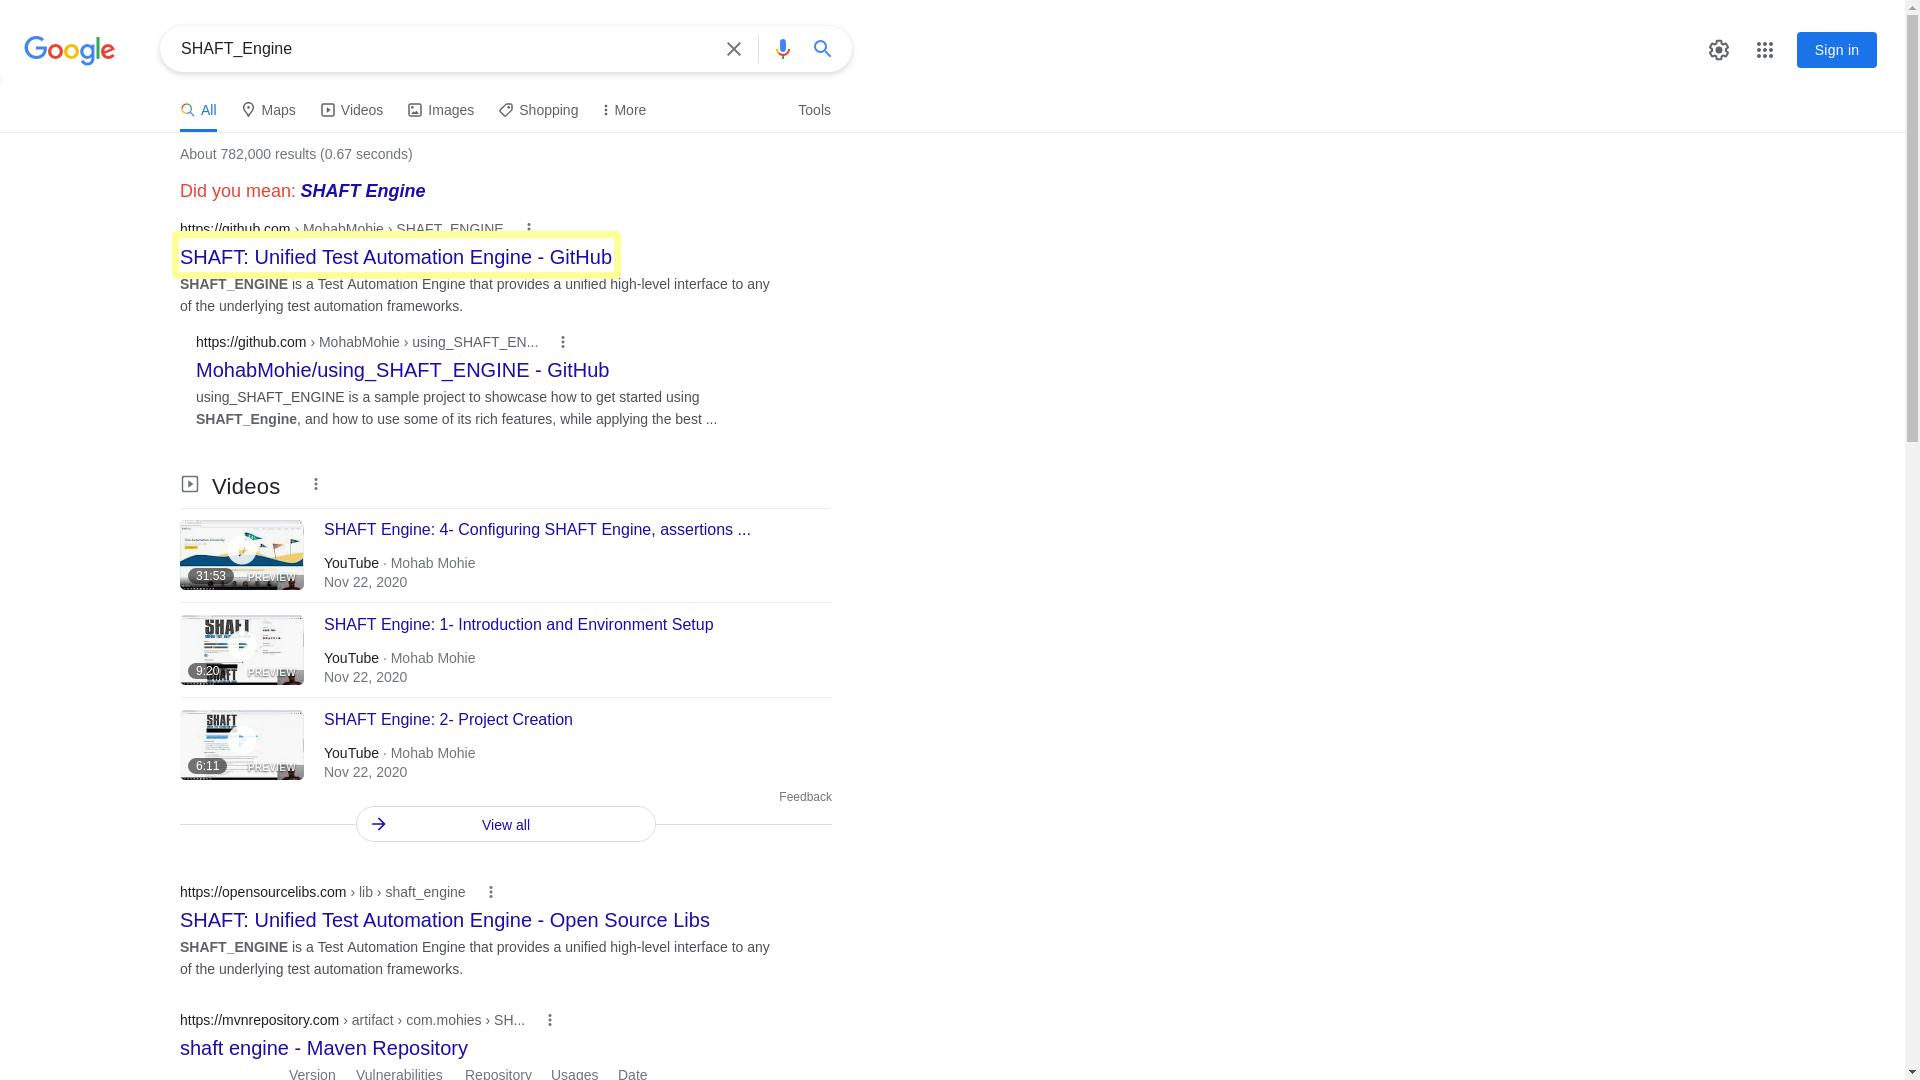 Google
SHAFT_Engine
Sign in
All
Maps
Videos
Images
Shopping
More
Tools
About 782,000 results (0.67 seconds)
Did you mean: SHAFT Engine
https://github.com › MohabMohie › SHAFT_ENGINE
SHAFT: Unified Test Automation Engine - GitHub
SHAFT_ENGINE is a Test Automation Engine that provides a unified high-level interface to any
of the underlying test automation frameworks.
https://github.com › MohabMohie › using_SHAFT_EN...
MohabMohie/using_SHAFT_ENGINE - GitHub
using_SHAFT_ENGINE is a sample project to showcase how to get started using
SHAFT_Engine, and how to use some of its rich features, while applying the best ...
Videos
SHAFT Engine: 4- Configuring SHAFT Engine, assertions ...
YouTube · Mohab Mohie
Nov 22, 2020
31:53
PREVIEW
SHAFT Engine: 1- Introduction and Environment Setup
YouTube · Mohab Mohie
Nov 22, 2020
SHAFT
9:20
PREVIEW
SHAFT
SHAFT Engine: 2- Project Creation
YouTube · Mohab Mohie
Nov 22, 2020
SHAFT
6:11
PREVIEW
Feedback
View all
https://opensourcelibs.com › lib › shaft_engine
SHAFT: Unified Test Automation Engine - Open Source Libs
SHAFT_ENGINE is a Test Automation Engine that provides a unified high-level interface to any
of the underlying test automation frameworks.
https://mvnrepository.com › artifact › com.mohies › SH...
shaft engine - Maven Repository
Version Vulnerabilities Repository Usages Date